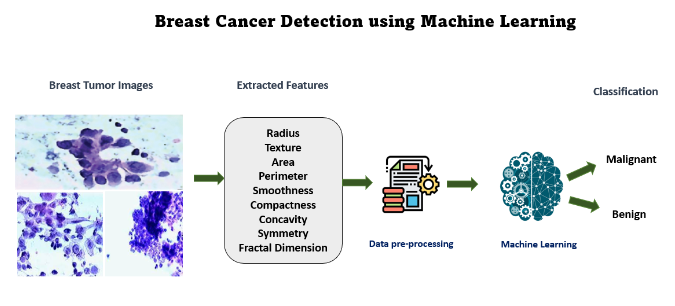 Breast Cancer Detection using Machine Learning
Breast Tumor Images
Extracted Features
Classification
Radius
Texture
Area
Perimeter
Smoothness
Compactness
Concavity
Symmetry
Fractal Dimension
Data pre-processing
Machine Learning
Malignant
Benign